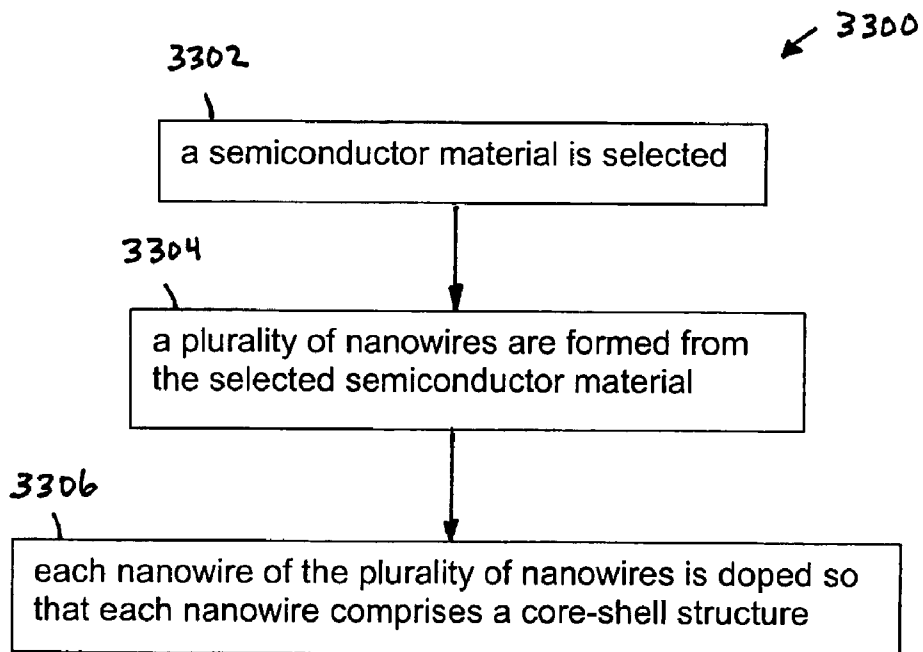 3300
3302
a semiconductor material is selected
3304
a plurality of nanowires are formed from
the selected semiconductor material
3306
each nanowire of the plurality of nanowires is doped so
that each nanowire comprises a core-shell structure